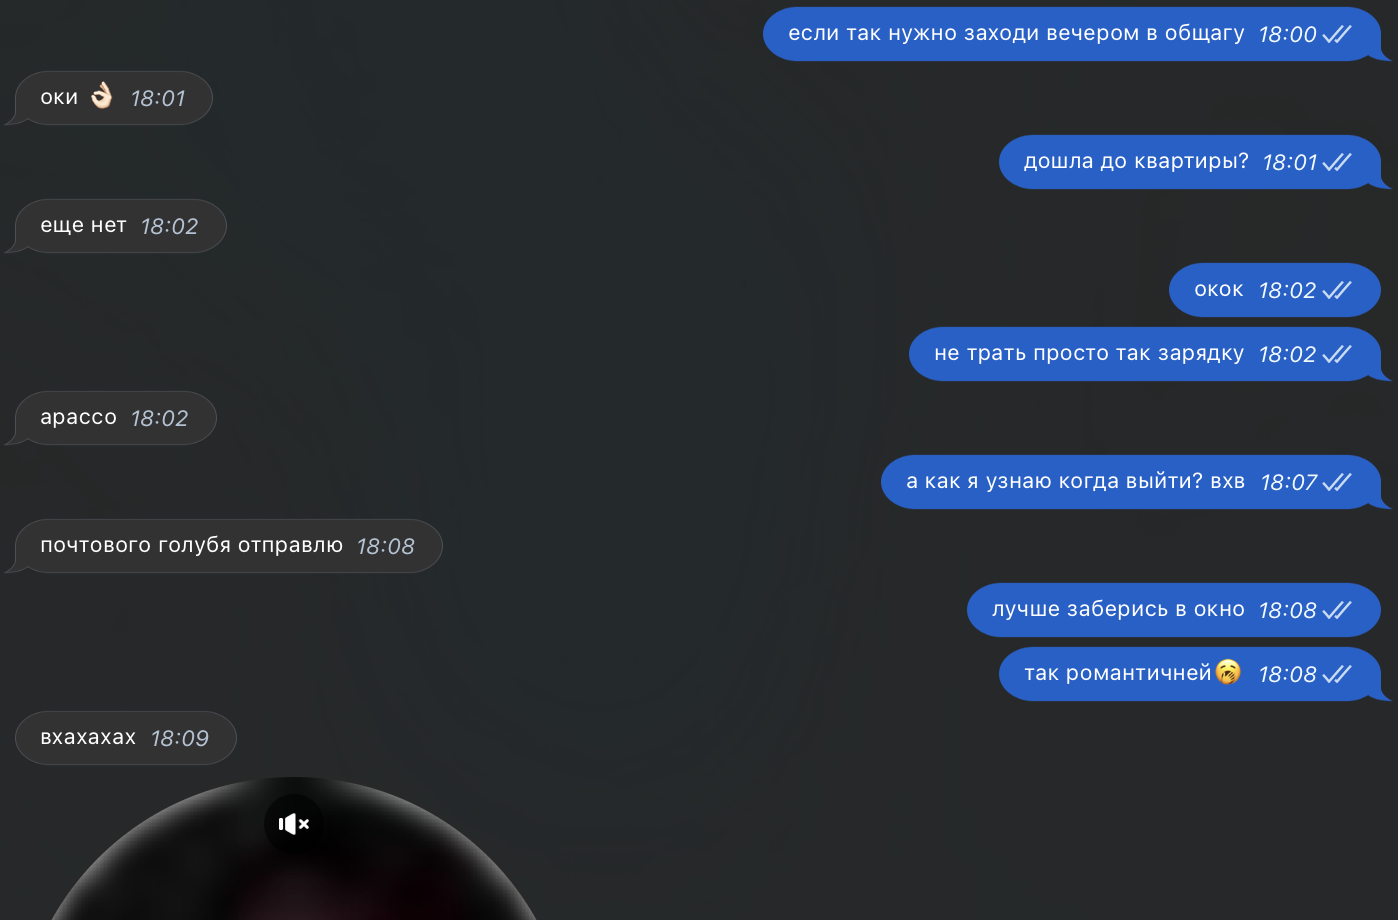 если так нужно заходи вечером в общагу 18:00
оки 👌🏻 18:01
дошла до квартиры? 18:01
еще нет 18:02
окок 18:02
не трать просто так зарядку 18:02
арассо 18:02
а как я узнаю когда выйти? вхв 18:07
почтового голубя отправлю 18:08
лучше заберись в окно 18:08
так романтичней🥱 18:08
вхахахах 18:09